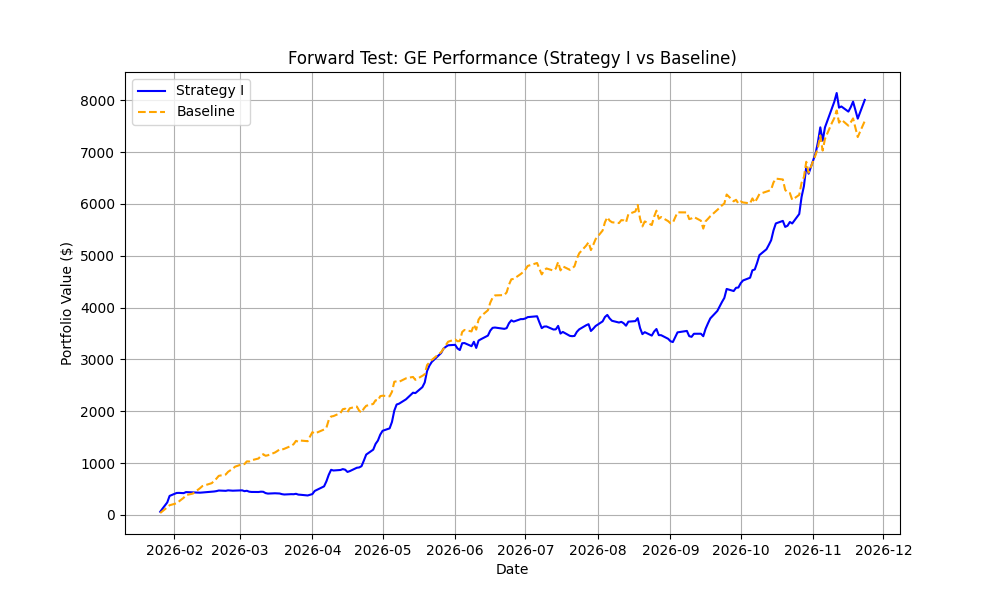 Forward Test: GE Performance (Strategy I vs Baseline)
Strategy I
Baseline
Portfolio Value ($)
8000
7000
6000
5000
4000
3000
2000
1000
0
2026-02 2026-03 2026-04 2026-05 2026-06 2026-07 2026-08 2026-09 2026-10 2026-11 2026-12
Date